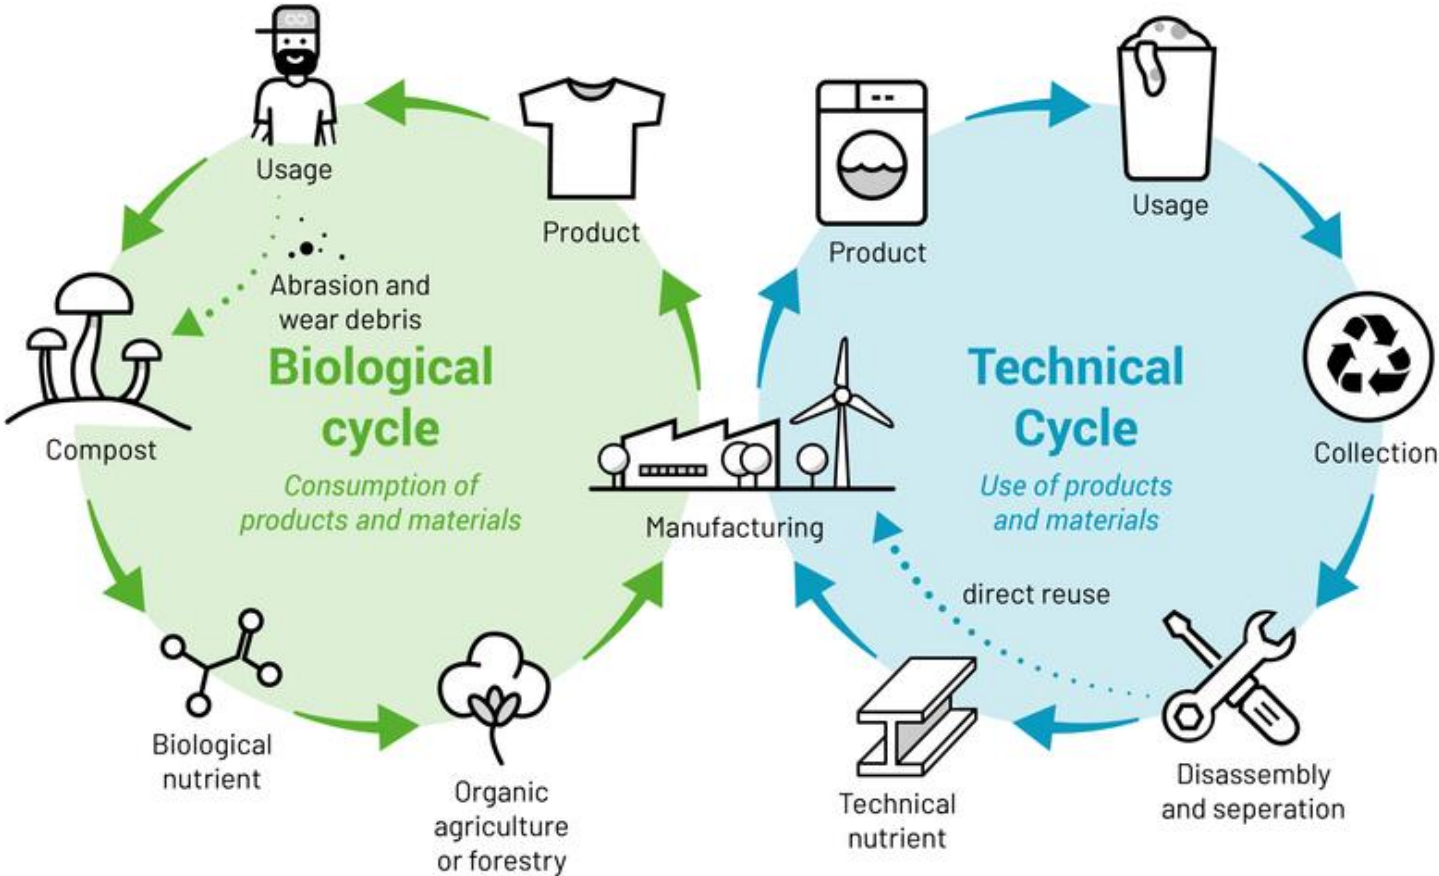 Usage
Product
Abrasion and
wear debris
Biological
cycle
Consumption of
products and materials
Compost
Biological
nutrient
Organic
agriculture
or forestry
Manufacturing
Product
Usage
Technical
Cycle
Use of products
and materials
Collection
direct reuse
Disassembly
and seperation
Technical
nutrient